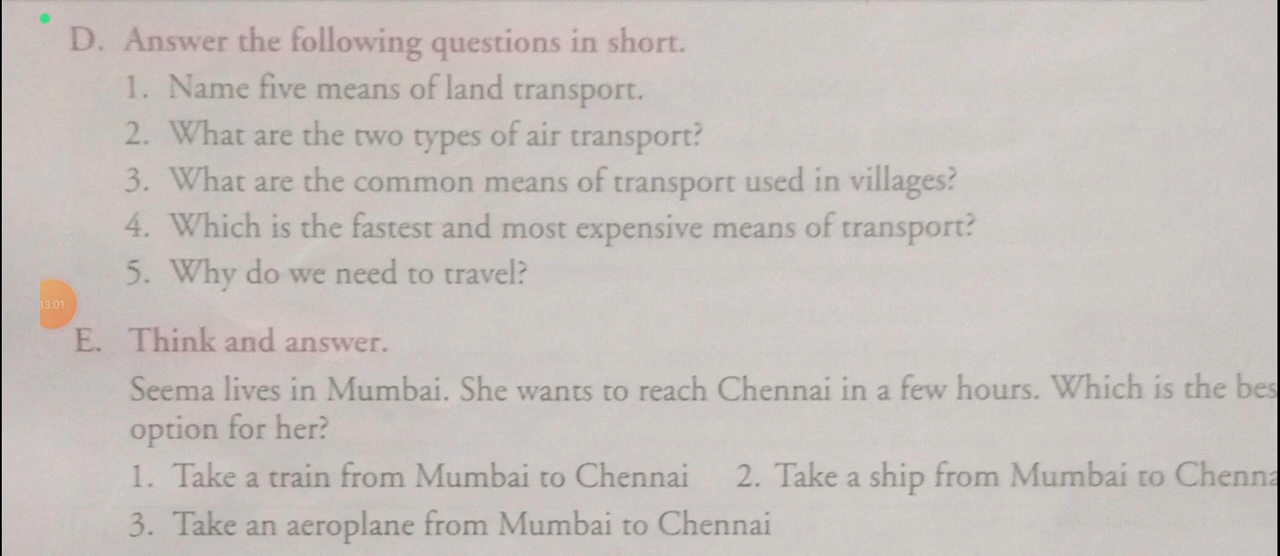 D. Answer the following questions in short.
1. Name five means of land transport.
2. What are the two types of air transport?
3. What are the common means of transport used in villages?
4. Which is the fastest and most expensive means of transport?
5. Why do we need to travel?
13:01
E. Think and answer.
Seema lives in Mumbai. She wants to reach Chennai in a few hours. Which is the bes
option for her?
1. Take a train from Mumbai to Chennai 2. Take a ship from Mumbai to Chenna
3. Take an aeroplane from Mumbai to Chennai